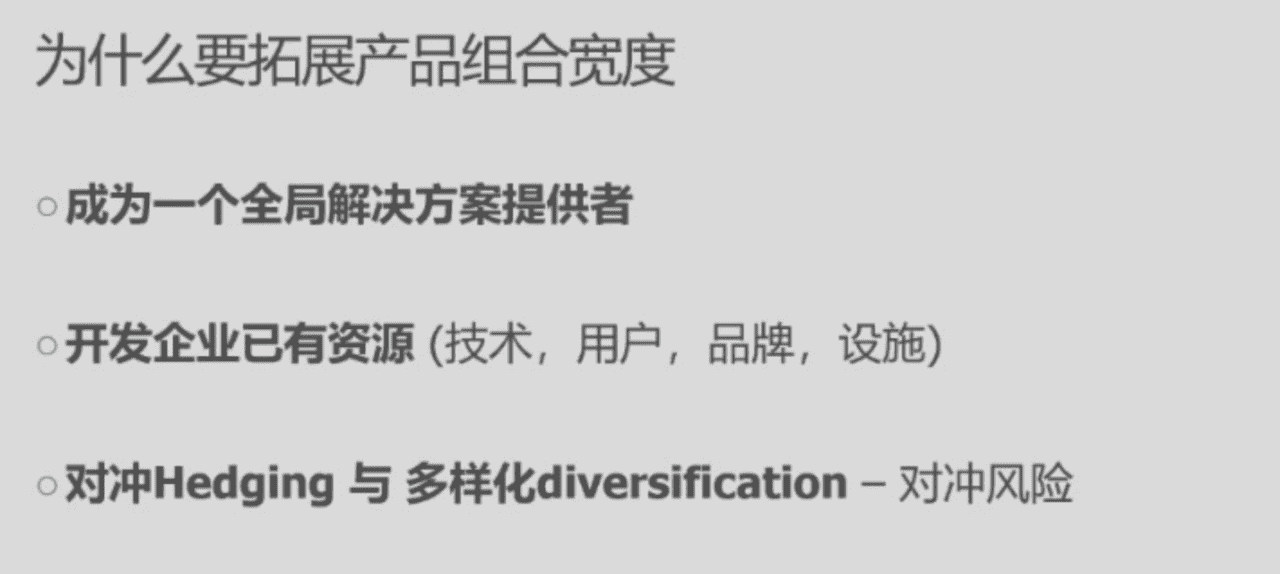 为什么要拓展产品组合宽度
○成为一个全局解决方案提供者
○开发企业已有资源 (技术，用户，品牌，设施)
○对冲Hedging 与 多样化diversification – 对冲风险